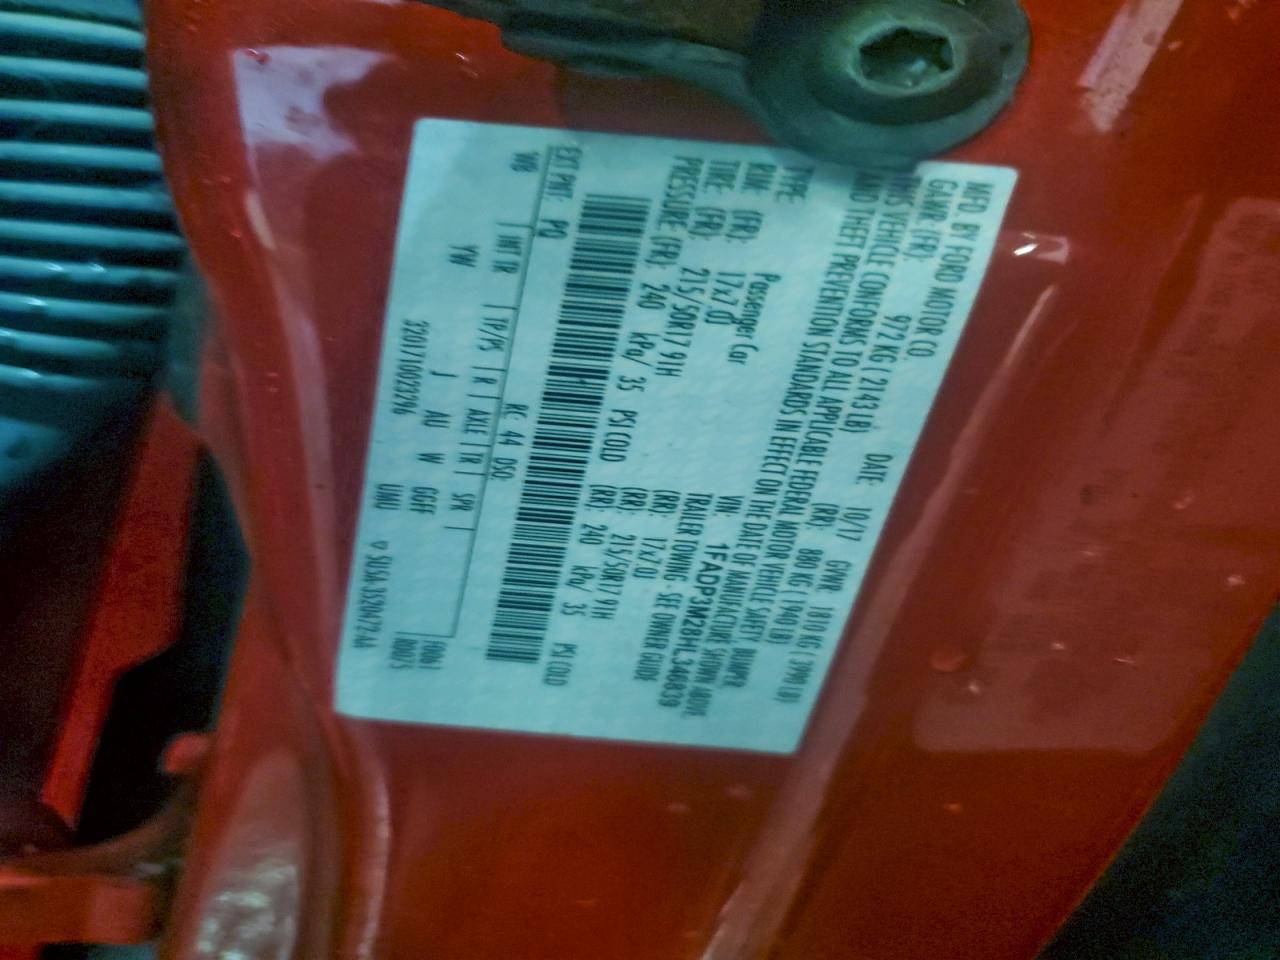 MFD. BY FORD MOTOR CO. DATE: 10/17 GVWR: 1810 KG ( 3990 LB)
GAWR: (FR): 972 KG ( 2143 LB) (RR): 880 KG ( 1940 LB)
THIS VEHICLE CONFORMS TO ALL APPLICABLE FEDERAL MOTOR VEHICLE SAFETY, BUMPER,
AND THEFT PREVENTION STANDARDS IN EFFECT ON THE DATE OF MANUFACTURE SHOWN ABOVE.
VIN: 1FADP3M28HL346839
TYPE Passenger Car TRAILER TOWING- SEE OWNER GUIDE
RIM: (FR): 17x7.0J (RR): 17x7.0J
TIRE: (FR): 215/50R17 91H (RR): 215/50R17 91H
PRESSURE (FR): 240 kPa/ 35 PSI COLD (RR): 240 kPa/ 35 PSI COLD
EXT PNT: PQ RC: 44 DSO:
WB INT TR TP/PS R AXLE TR SPR
YW J AU W GGFF
3201710023296 UAIU